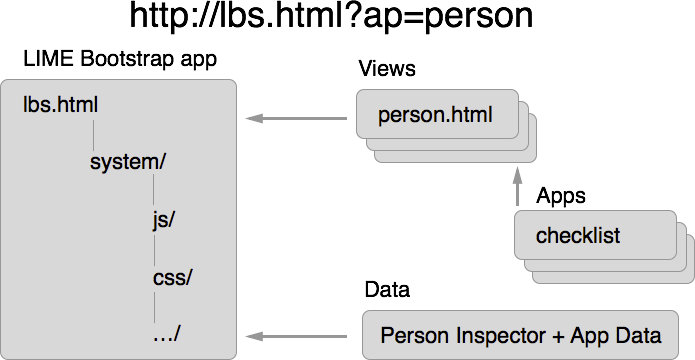 http://lbs.html?ap=person
LIME Bootstrap app
lbs.html
system/
js/
css/
.../
Views
person.html
Apps
checklist
Data
Person Inspector + App Data